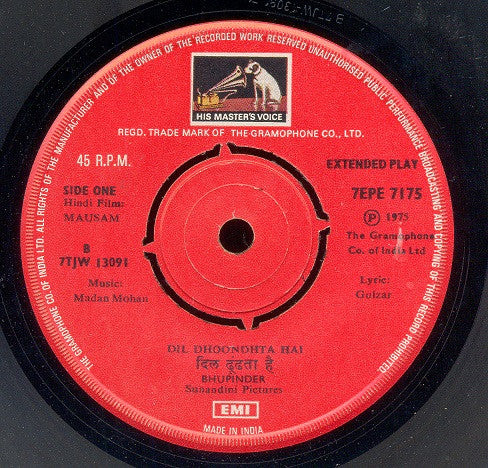 B 7TJW 13091
ALL RIGHTS OF THE MANUFACTURER AND OF THE OWNER OF THE RECORDED WORK RESERVED UNAUTHORISED PUBLIC PERFORMANCE BROADCASTING AND COPYING OF THIS RECORD PROHIBITED
HIS MASTER'S VOICE
REGD. TRADE MARK OF THE GRAMOPHONE CO., LTD.
45 R.P.M.
EXTENDED PLAY
SIDE ONE
7EPE 7175
Hindi Film:
MAUSAM
Ⓟ 1975
The Gramophone
Co. of India Ltd
B
7TJW 13091
Music:
Madan Mohan
Lyric:
Gulzar
DIL DHOONDHTA HAI
दिल ढूंढता है
BHUPINDER
Sunandini Pictures
EMI
MADE IN INDIA
THE GRAMOPHONE CO. OF INDIA LTD.